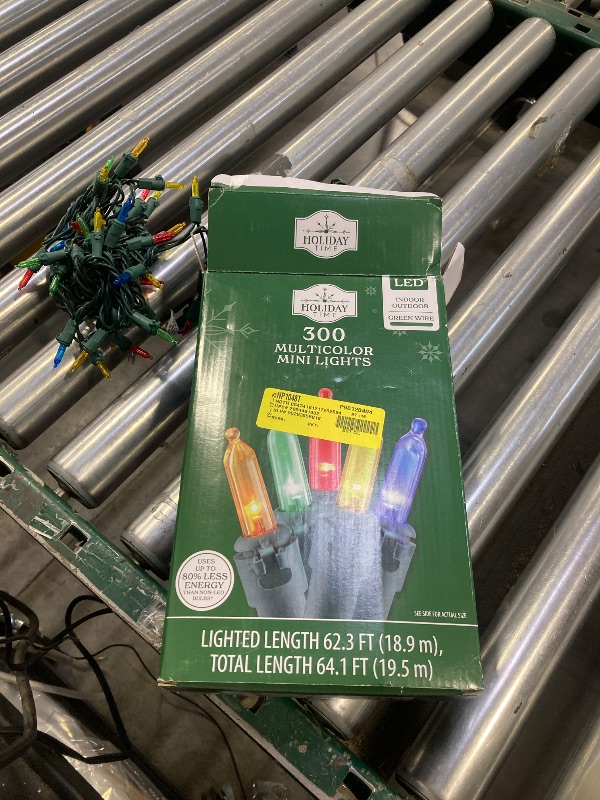 HOLIDAY
TIME
LED
INDOOR
OUTDOOR
GREEN WIRE
HOLIDAY
TIME
300
MULTICOLOR
MINI LIGHTS
NP10487
USES
UP TO
80% LESS
ENERGY
THAN NON-LED
BULBS*
SEE SIDE FOR ACTUAL SIZE
LIGHTED LENGTH 62.3 FT (18.9 m),
TOTAL LENGTH 64.1 FT (19.5 m)